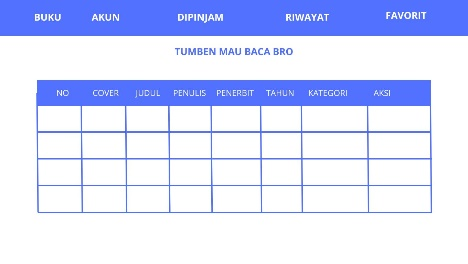 BUKU AKUN DIPINJAM RIWAYAT FAVORIT
TUMBEN MAU BACA BRO
NO COVER JUDUL PENULIS PENERBIT TAHUN KATEGORI AKSI